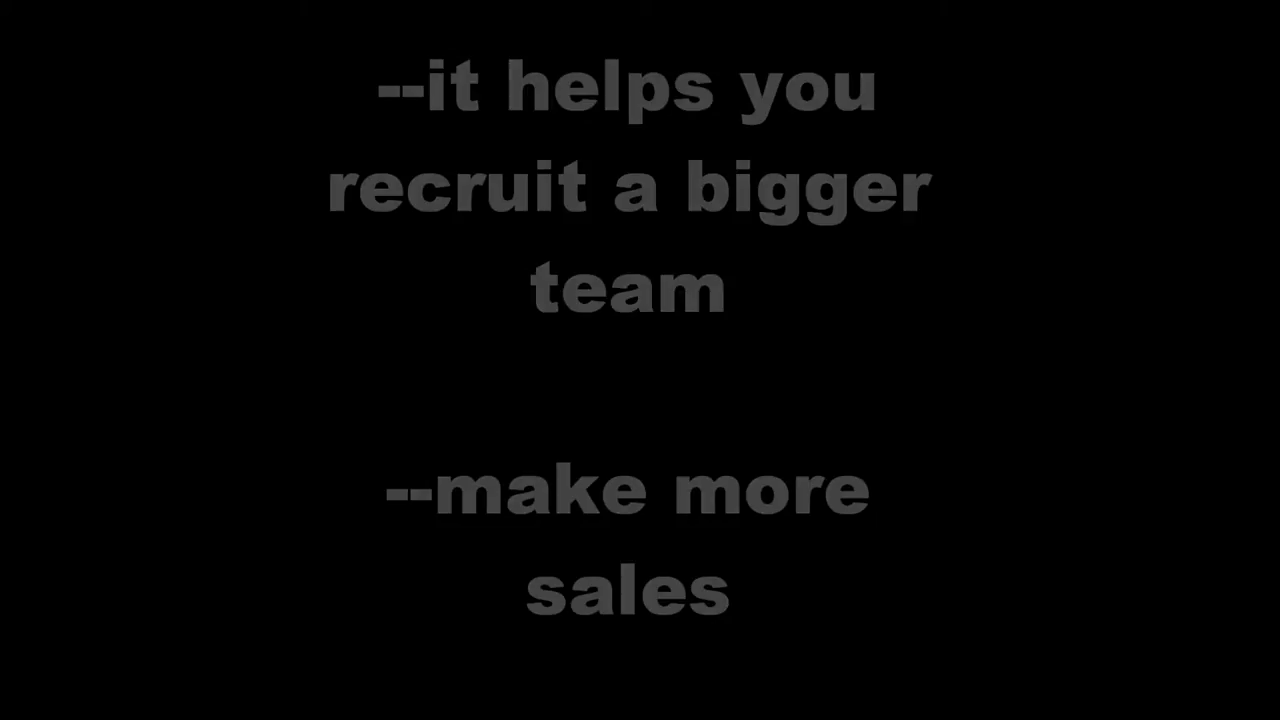 --it helps you
recruit a bigger
team
--make more
sales